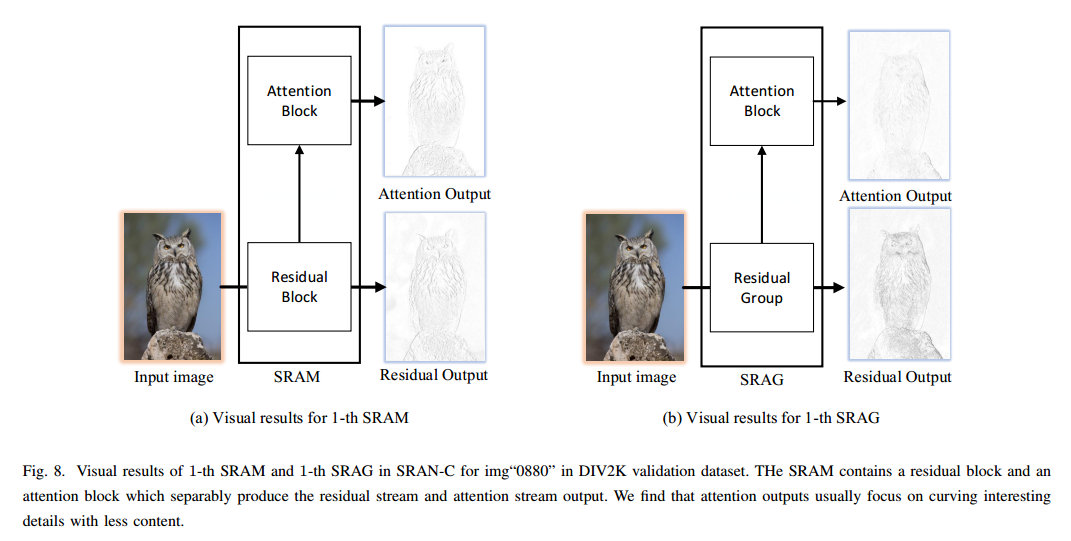 Attention
Block
Attention Output
Residual
Block
Input image
SRAM
Residual Output
(a) Visual results for 1-th SRAM
Attention
Block
Attention Output
Residual
Group
Input image
SRAG
Residual Output
(b) Visual results for 1-th SRAG
Fig. 8. Visual results of 1-th SRAM and 1-th SRAG in SRAN-C for img“0880” in DIV2K validation dataset. THe SRAM contains a residual block and an
attention block which separably produce the residual stream and attention stream output. We find that attention outputs usually focus on curving interesting
details with less content.